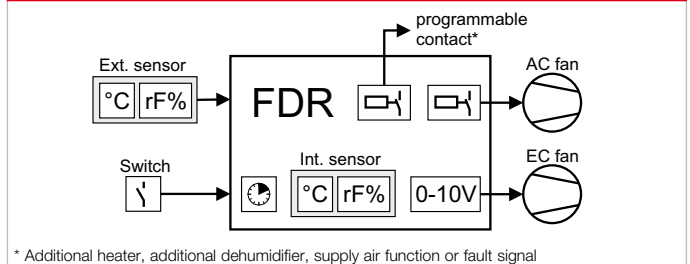 programmable
contact*
Ext. sensor
AC fan
°C rF%
FDR
Switch
Int. sensor
EC fan
°C rF%
0-10V
* Additional heater, additional dehumidifier, supply air function or fault signal